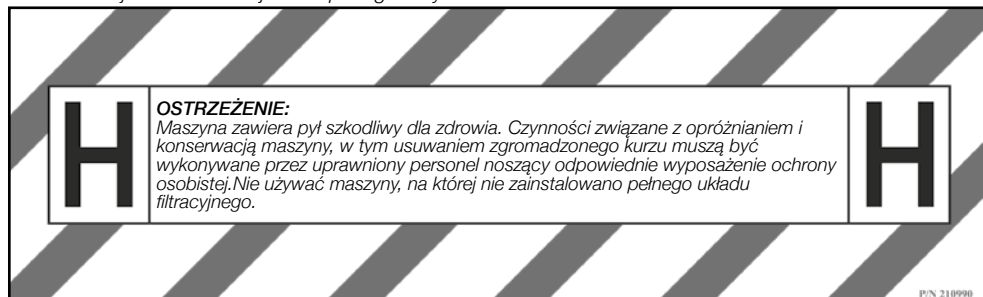 H
OSTRZEŻENIE:
Maszyna zawiera pył szkodliwy dla zdrowia. Czynności związane z opróżnianiem i
konserwacją maszyny, w tym usuwaniem zgromadzonego kurzu muszą być
wykonywane przez uprawniony personel noszący odpowiednie wyposażenie ochrony
osobistej.Nie używać maszyny, na której nie zainstalowano pełnego układu
filtracyjnego.
H
P/N 210990